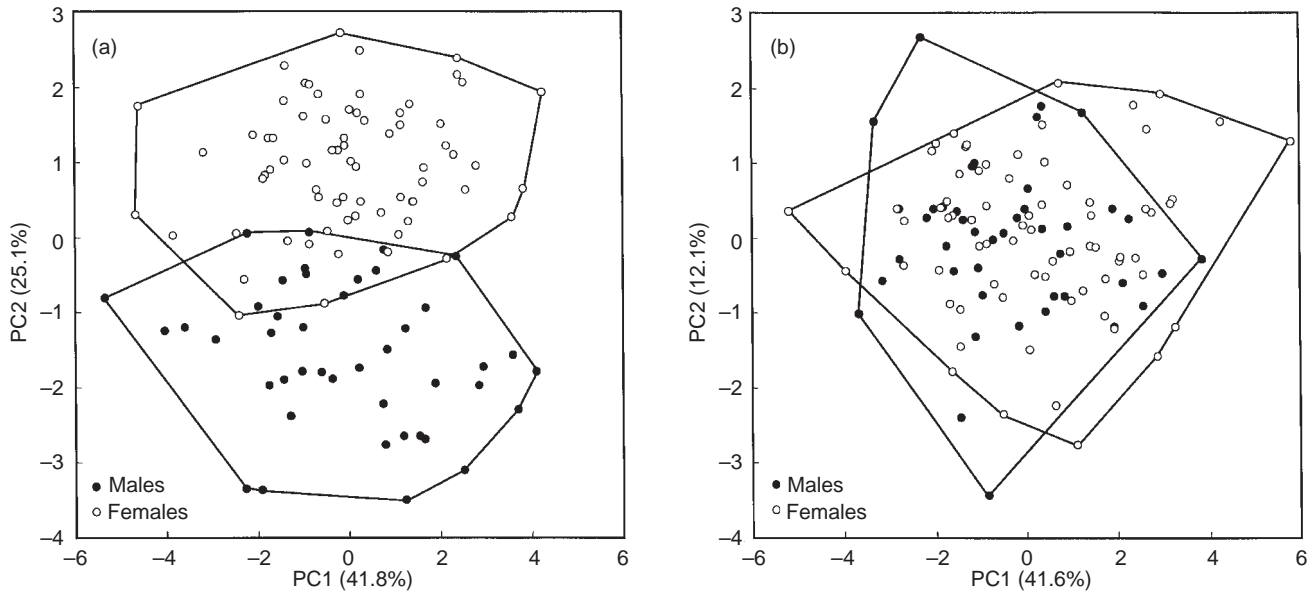 (a)
3
2
1
0
–1
–2
–3
–4
PC2 (25.1%)
Males
Females
–6 –4 –2 0 2 4 6
PC1 (41.8%)
(b)
3
2
1
0
–1
–2
–3
–4
PC2 (12.1%)
Males
Females
–6 –4 –2 0 2 4 6
PC1 (41.6%)